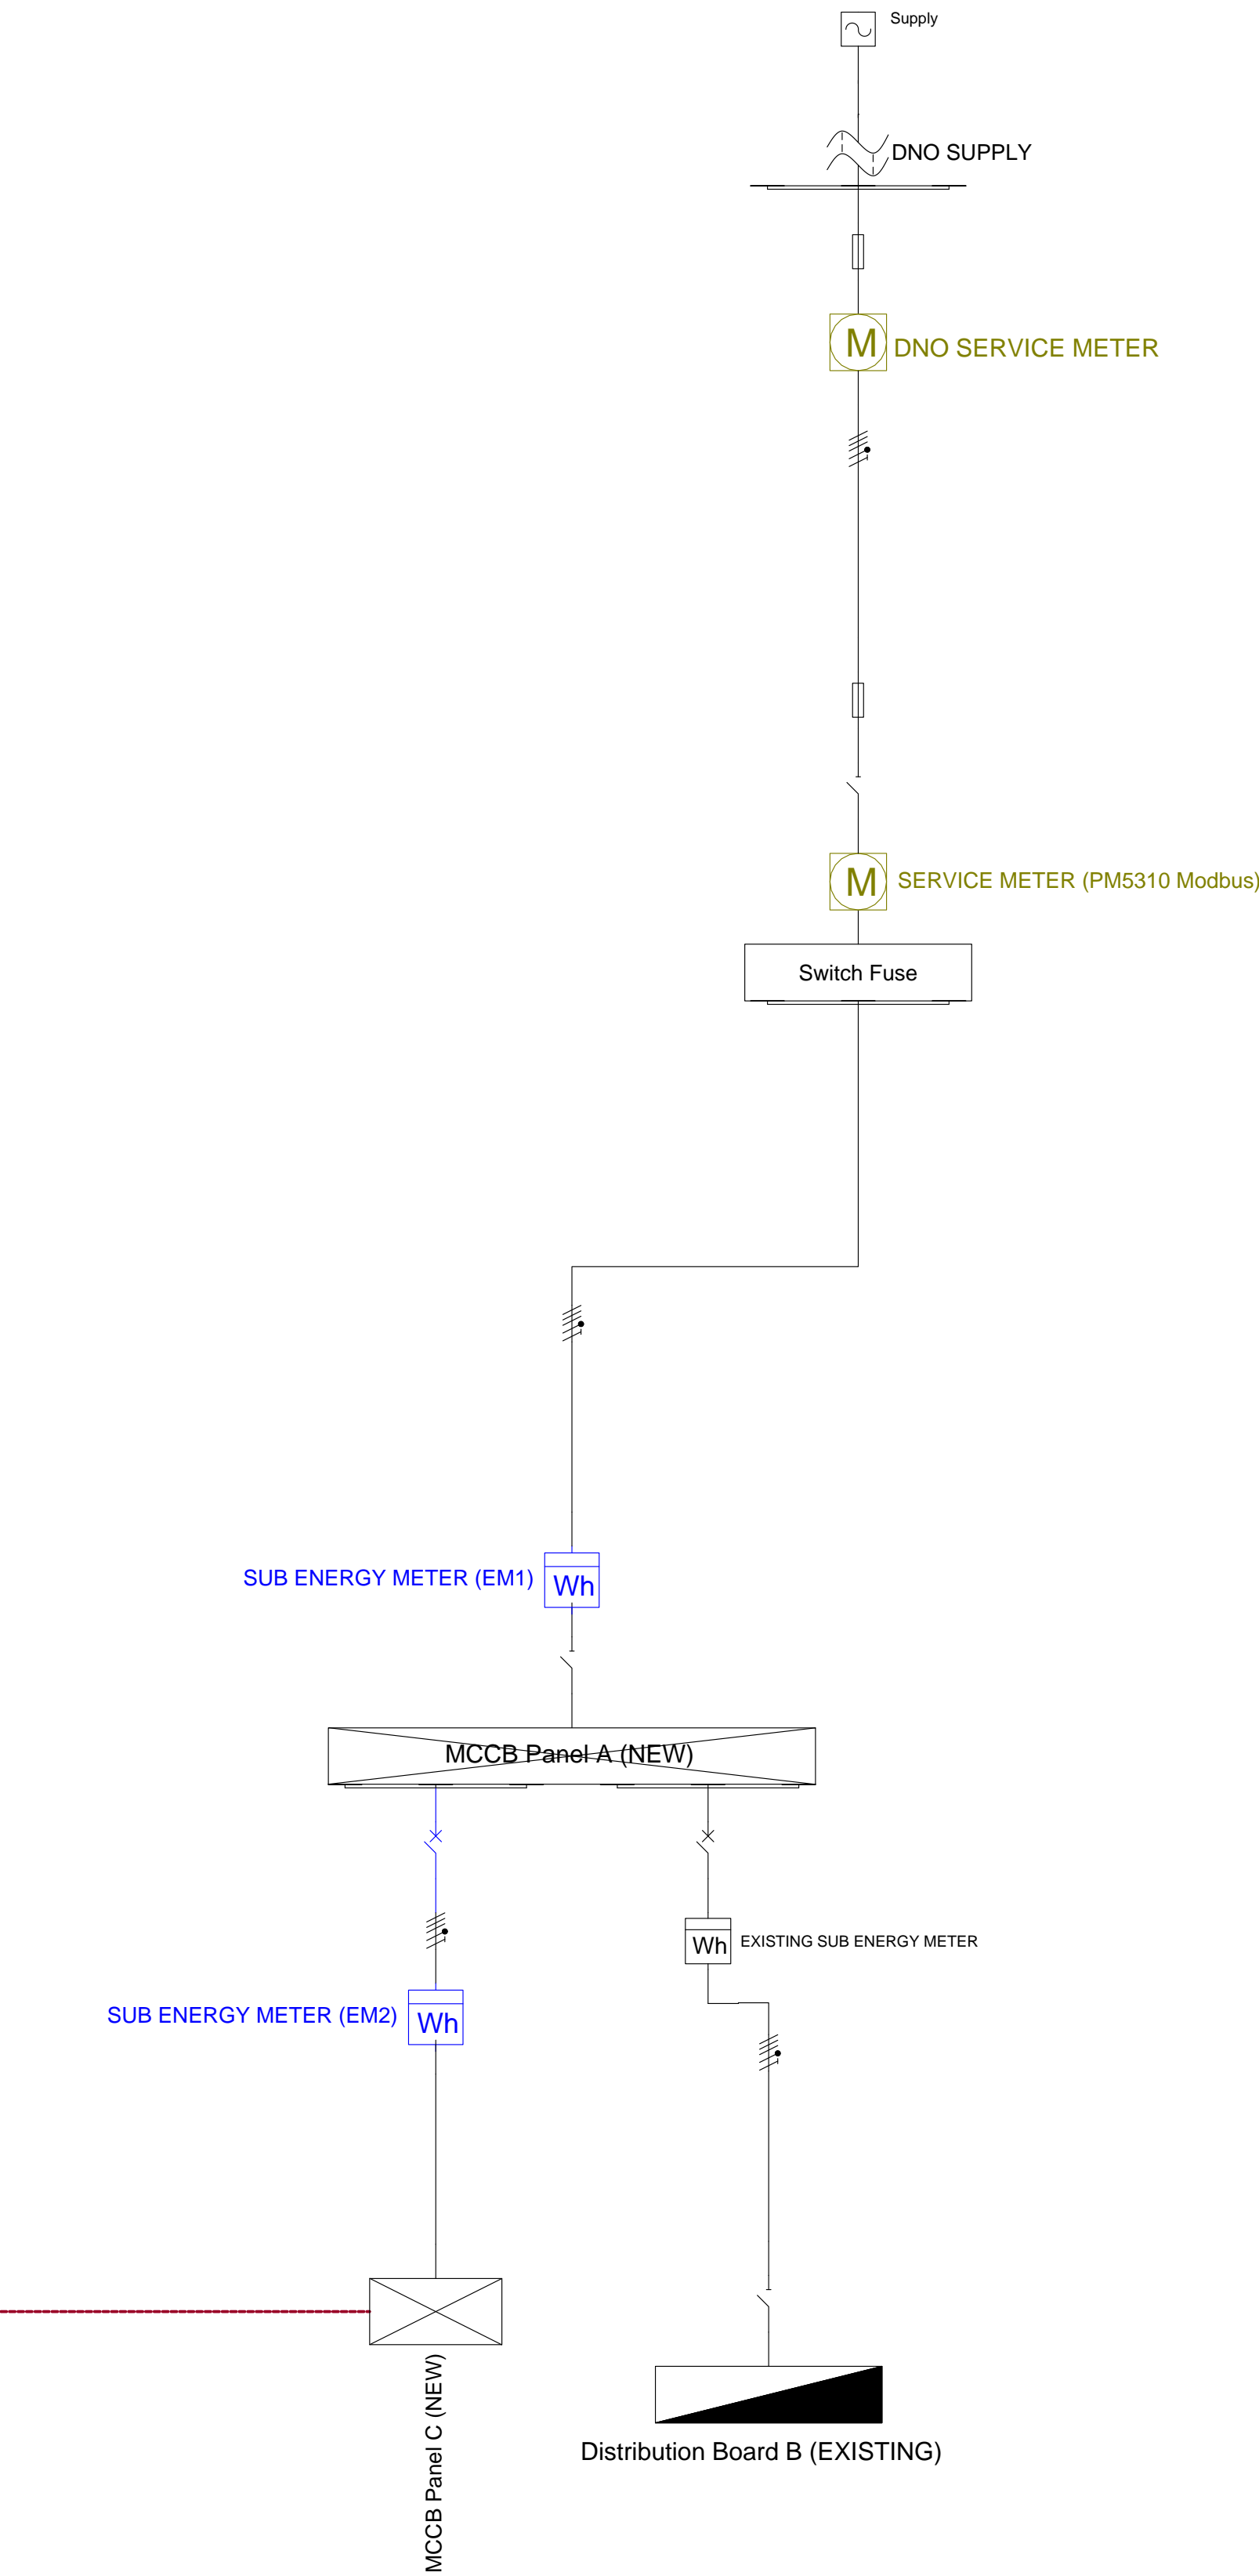 Supply
DNO SUPPLY
M
DNO SERVICE METER
M
SERVICE METER (PM5310 Modbus)
Switch Fuse
SUB ENERGY METER (EM1)
Wh
MCCB Panel A (NEW)
Wh
EXISTING SUB ENERGY METER
SUB ENERGY METER (EM2)
Wh
MCCB Panel C (NEW)
Distribution Board B (EXISTING)